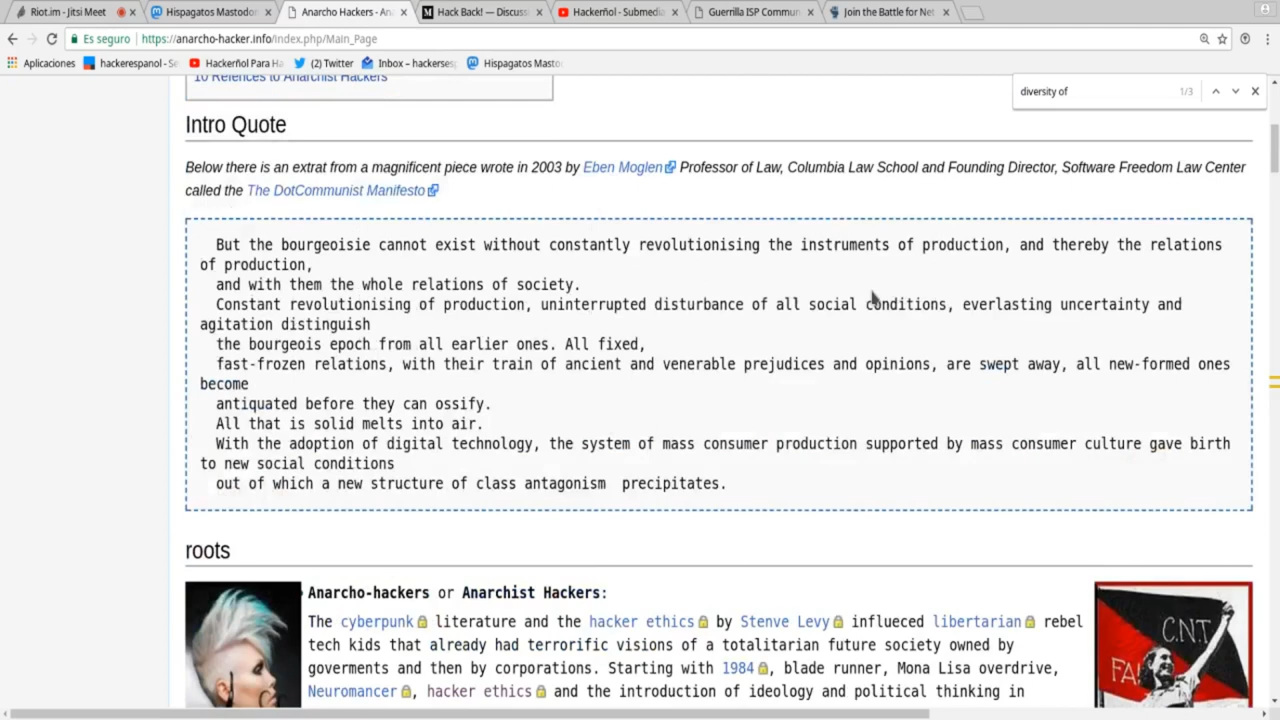 Riot.im - Jitsi Meet
Hispagatos Mastodon
Anarcho Hackers - An
Hack Back! — Discuss
Hackerñol - Submedia
Guerrilla ISP Commun
Join the Battle for Net
Es seguro
https://anarcho-hacker.info/index.php/Main_Page
Aplicaciones
hackerespanol - Se
Hackerñol Para Ha
(2) Twitter
Inbox – hackerses
Hispagatos Masto
diversity of
1/3
10 Refences to Anarchist Hackers
Intro Quote
Below there is an extrat from a magnificent piece wrote in 2003 by Eben Moglen Professor of Law, Columbia Law School and Founding Director, Software Freedom Law Center
called the The DotCommunist Manifesto
But the bourgeoisie cannot exist without constantly revolutionising the instruments of production, and thereby the relations
of production,
and with them the whole relations of society.
Constant revolutionising of production, uninterrupted disturbance of all social conditions, everlasting uncertainty and
agitation distinguish
the bourgeois epoch from all earlier ones. All fixed,
fast-frozen relations, with their train of ancient and venerable prejudices and opinions, are swept away, all new-formed ones
become
antiquated before they can ossify.
All that is solid melts into air.
With the adoption of digital technology, the system of mass consumer production supported by mass consumer culture gave birth
to new social conditions
out of which a new structure of class antagonism  precipitates.
roots
Anarcho-hackers or Anarchist Hackers:
The cyberpunk literature and the hacker ethics by Stenve Levy influeced libertarian rebel
tech kids that already had terrorific visions of a totalitarian future society owned by
goverments and then by corporations. Starting with 1984, blade runner, Mona Lisa overdrive,
Neuromancer, hacker ethics and the introduction of ideology and political thinking in
C.N.T
FA